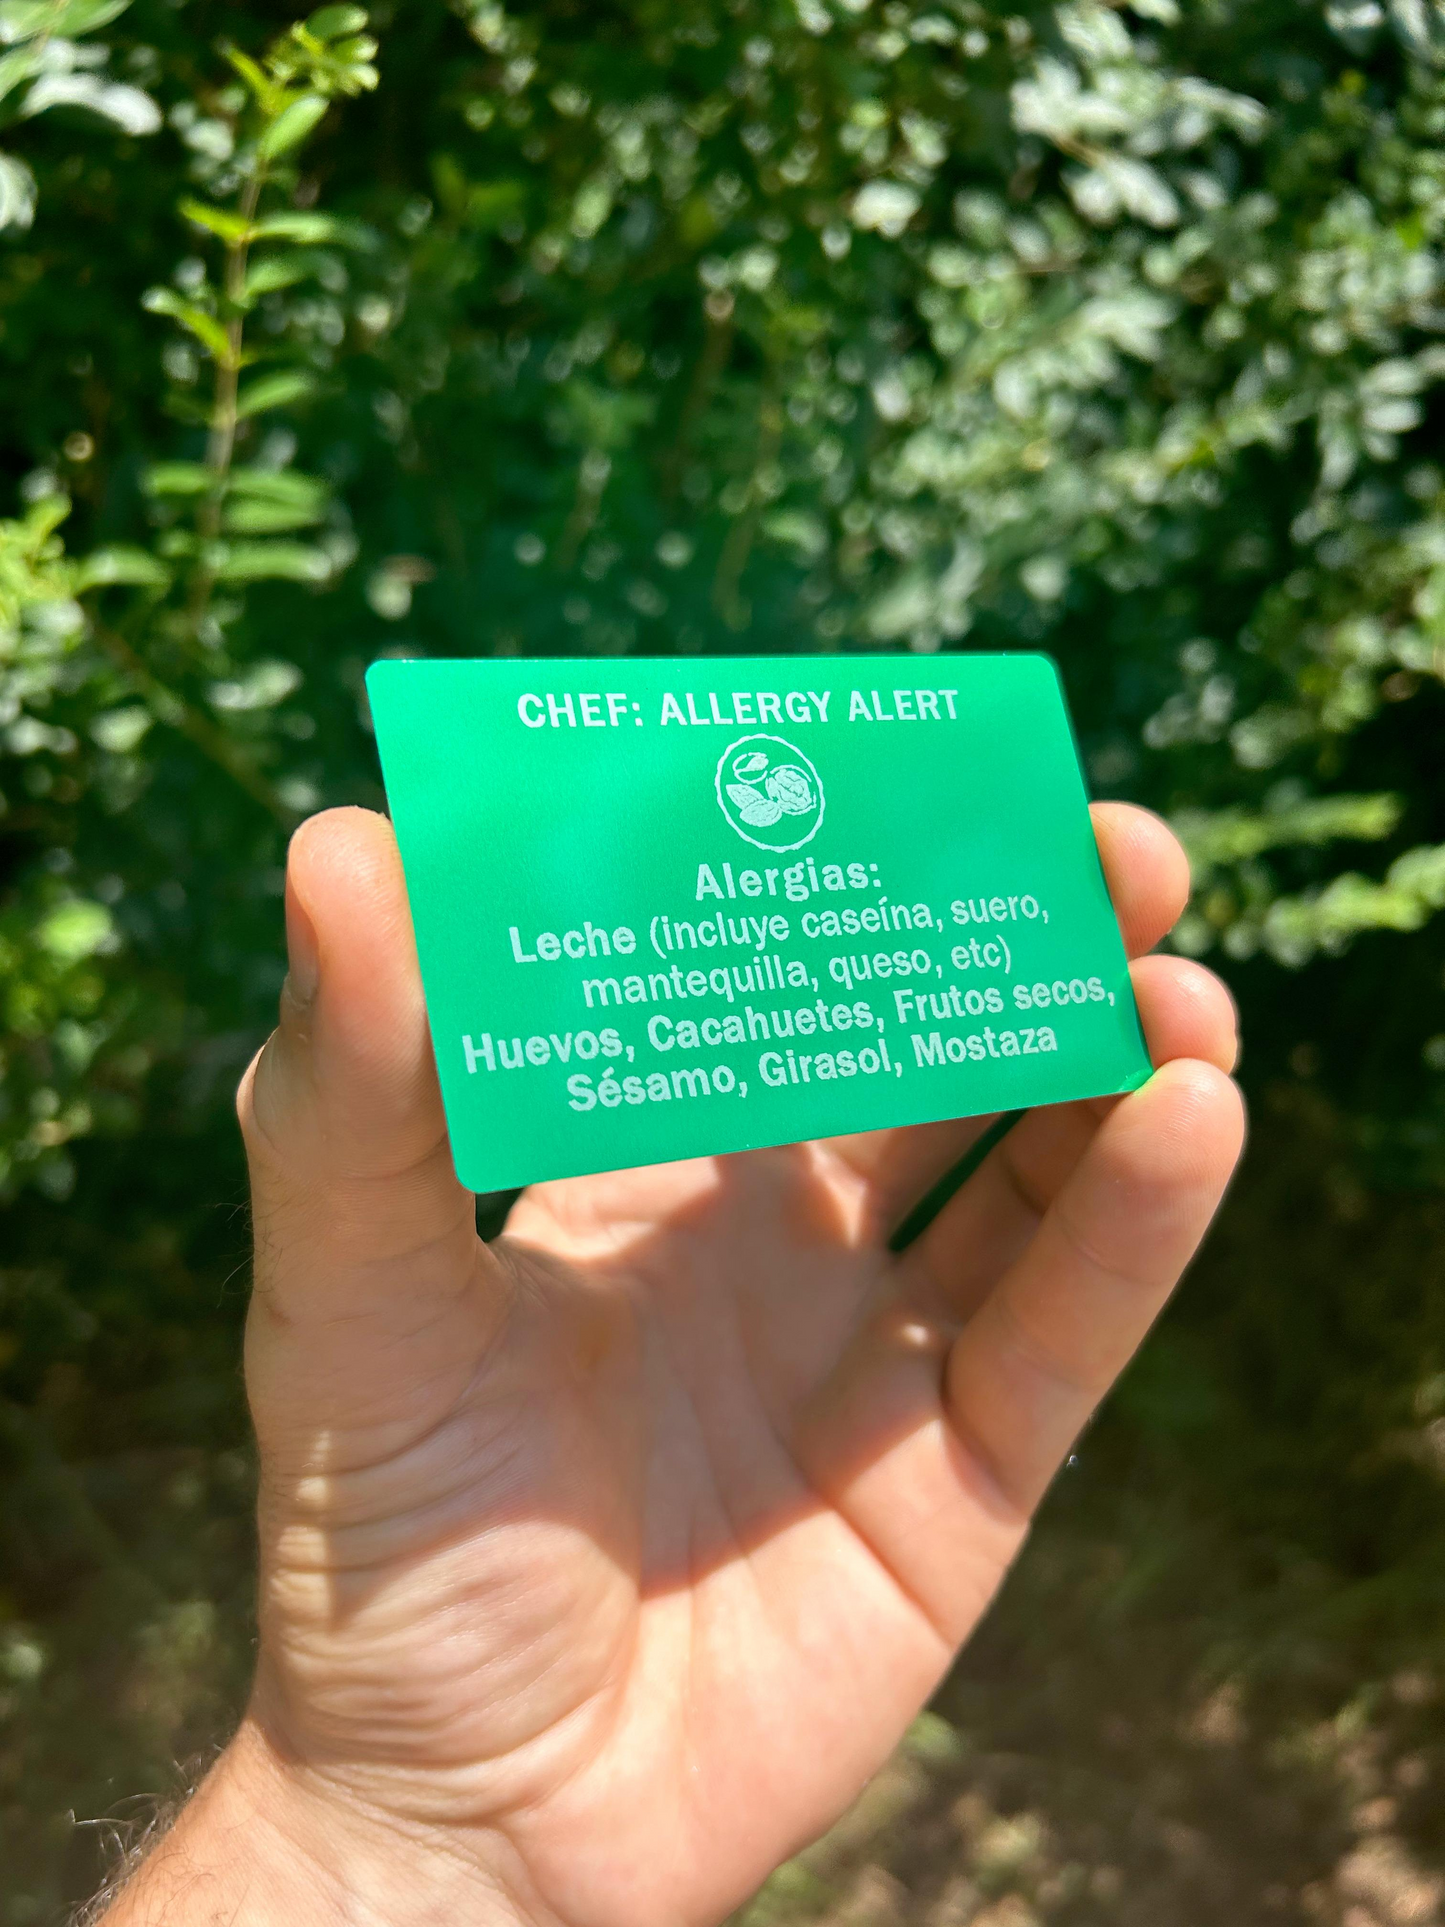 CHEF: ALLERGY ALERT
Alergias:
Leche (incluye caseína, suero,
mantequilla, queso, etc)
Huevos, Cacahuetes, Frutos secos,
Sésamo, Girasol, Mostaza